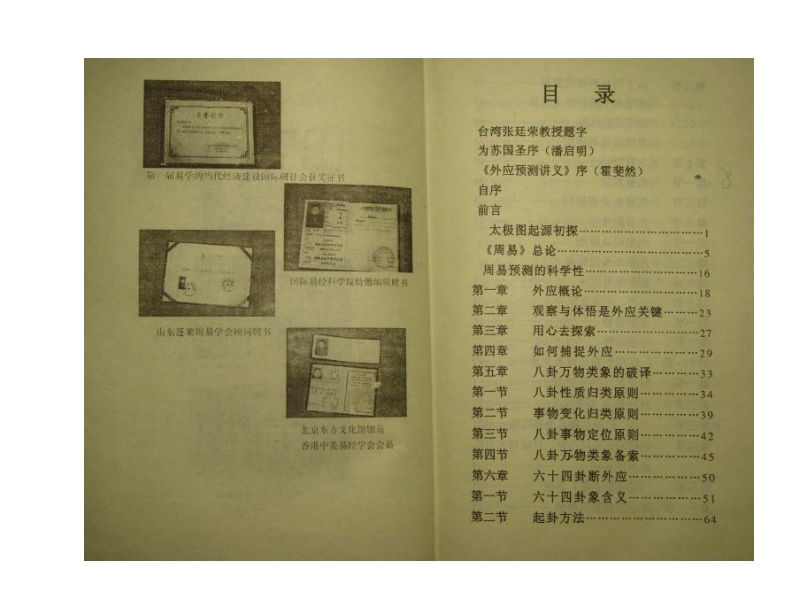 第一届易学的当代经济建设国际研讨会获奖证书
国际易经科学院特邀编辑聘书
山东蓬莱周易学会顾问聘书
北京东方文化馆馆员
香港中美易经学会会员
目 录
台湾张廷荣教授题字
为苏国圣序（潘启明）
《外应预测讲义》序（霍斐然）
自序
前言
太极图起源初探……………………………1
《周易》总论……………………………5
周易预测的科学性…………………………16
第一章 外应概论…………………………18
第二章 观察与体悟是外应关键………23
第三章 用心去探索……………………27
第四章 如何捕捉外应…………………29
第五章 八卦万物类象的破译…………33
第一节 八卦性质归类原则……………34
第二节 事物变化归类原则……………39
第三节 八卦事物定位原则……………42
第四节 八卦万物类象备索……………45
第六章 六十四卦断外应………………50
第一节 六十四卦象含义………………51
第二节 起卦方法…………………………64